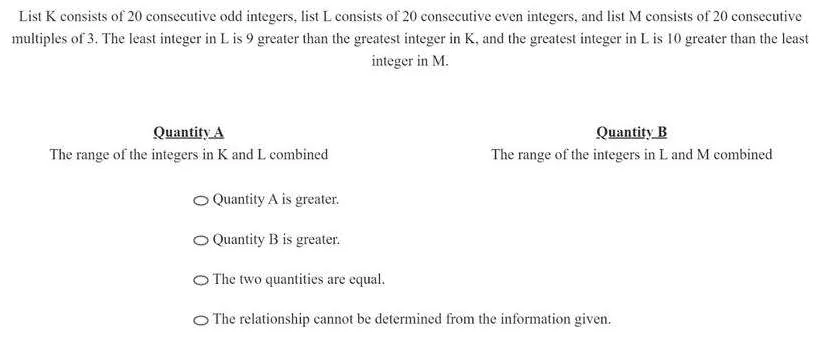 List K consists of 20 consecutive odd integers, list L consists of 20 consecutive even integers, and list M consists of 20 consecutive
multiples of 3. The least integer in L is 9 greater than the greatest integer in K, and the greatest integer in L is 10 greater than the least
integer in M.
Quantity A
The range of the integers in K and L combined
Quantity B
The range of the integers in L and M combined
Quantity A is greater.
Quantity B is greater.
The two quantities are equal.
The relationship cannot be determined from the information given.